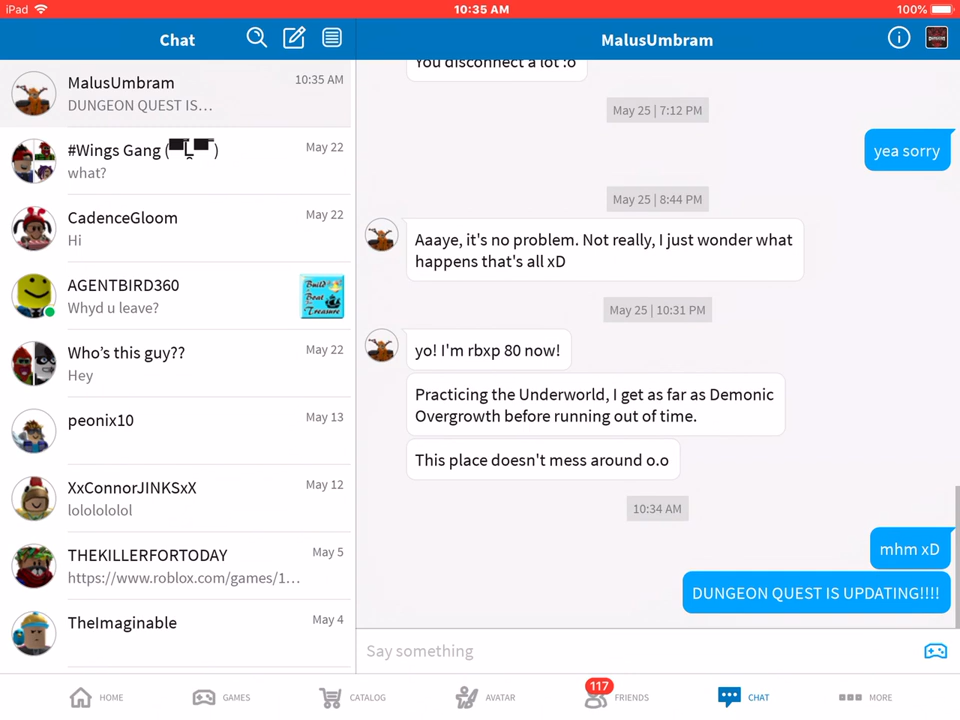 iPad
10:35 AM
100%
Chat
MalusUmbram
MalusUmbram
10:35 AM
DUNGEON QUEST IS…
#Wings Gang (▀̿Ĺ̯▀̿ ̿)
May 22
what?
CadenceGloom
May 22
Hi
AGENTBIRD360
Whyd u leave?
Build
a
Boat
for
Treasure
Who’s this guy??
May 22
Hey
peonix10
May 13
XxConnorJINKSxX
May 12
lolololololol
THEKILLERFORTODAY
May 5
https://www.roblox.com/games/1…
TheImaginable
May 4
You disconnect a lot :o
May 25 | 7:12 PM
yea sorry
May 25 | 8:44 PM
Aaaye, it's no problem. Not really, I just wonder what
happens that's all xD
May 25 | 10:31 PM
yo! I'm rbxp 80 now!
Practicing the Underworld, I get as far as Demonic
Overgrowth before running out of time.
This place doesn't mess around o.o
10:34 AM
mhm xD
DUNGEON QUEST IS UPDATING!!!!
Say something
HOME
GAMES
CATALOG
AVATAR
117
FRIENDS
CHAT
MORE